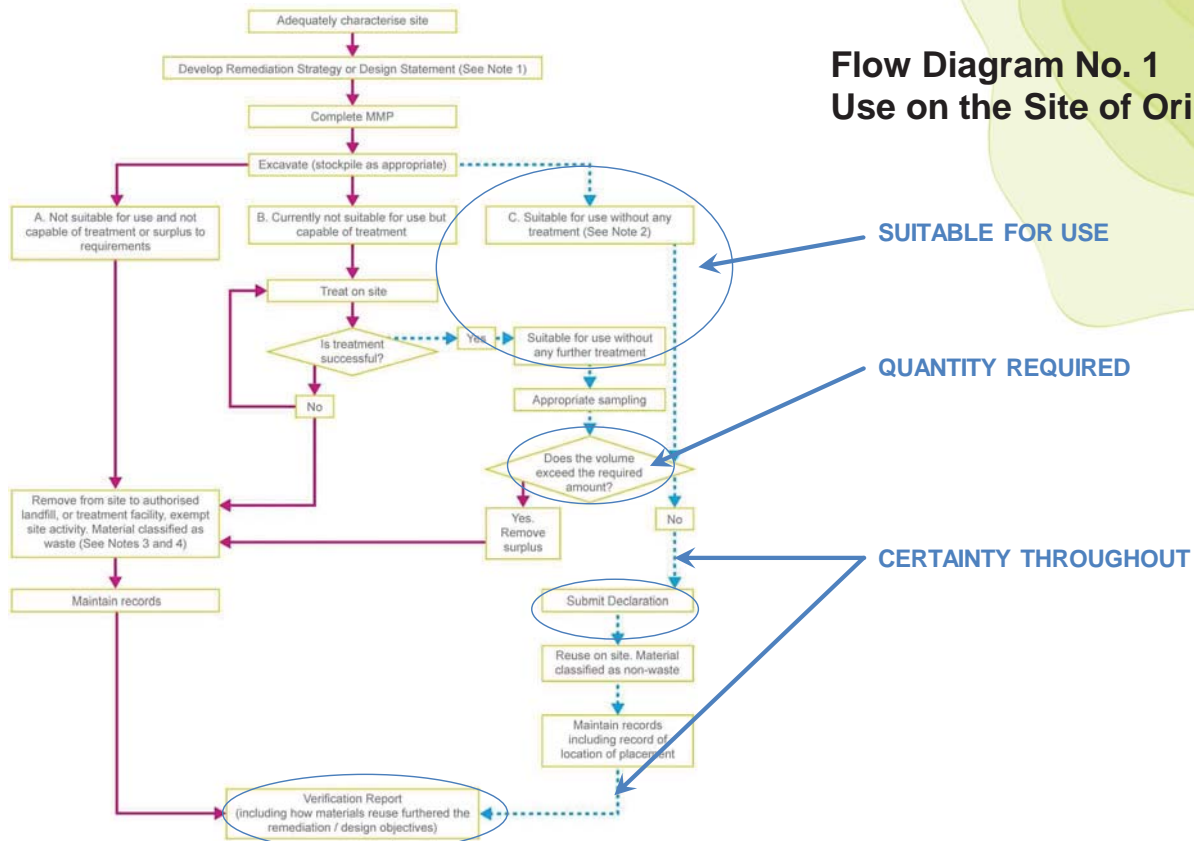 Flow Diagram No. 1
Use on the Site of Ori
Adequately characterise site
Develop Remediation Strategy or Design Statement (See Note 1)
Complete MMP
Excavate (stockpile as appropriate)
A. Not suitable for use and not
capable of treatment or surplus to
requirements
B. Currently not suitable for use but
capable of treatment
C. Suitable for use without any
treatment (See Note 2)
SUITABLE FOR USE
Treat on site
Is treatment
successful?
Yes
Suitable for use without
any further treatment
No
Appropriate sampling
QUANTITY REQUIRED
Does the volume
exceed the required
amount?
Remove from site to authorised
landfill, or treatment facility, exempt
site activity. Material classified as
waste (See Notes 3 and 4)
Yes.
Remove
surplus
No
CERTAINTY THROUGHOUT
Maintain records
Submit Declaration
Reuse on site. Material
classified as non-waste
Maintain records
including record of
location of placement
Verification Report
(including how materials reuse furthered the
remediation / design objectives)